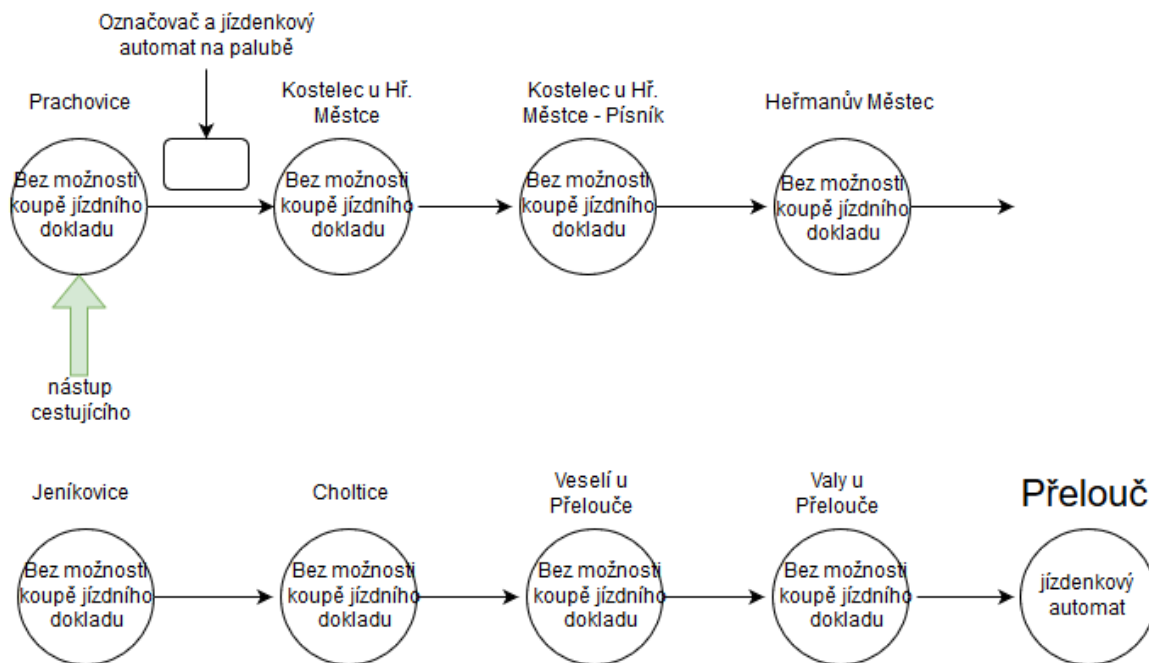 Označovač a jízdenkový
automat na palubě
Prachovice
Kostelec u Hř.
Městce
Kostelec u Hř.
Městce - Písník
Heřmanův Městec
Bez možnosti
koupě jízdního
dokladu
Bez možnosti
koupě jízdního
dokladu
Bez možnosti
koupě jízdního
dokladu
Bez možnosti
koupě jízdního
dokladu
nástup
cestujícího
Jeníkovice
Choltice
Veselí u
Přelouče
Valy u
Přelouče
Přelouč
Bez možnosti
koupě jízdního
dokladu
Bez možnosti
koupě jízdního
dokladu
Bez možnosti
koupě jízdního
dokladu
Bez možnosti
koupě jízdního
dokladu
jízdenkový
automat